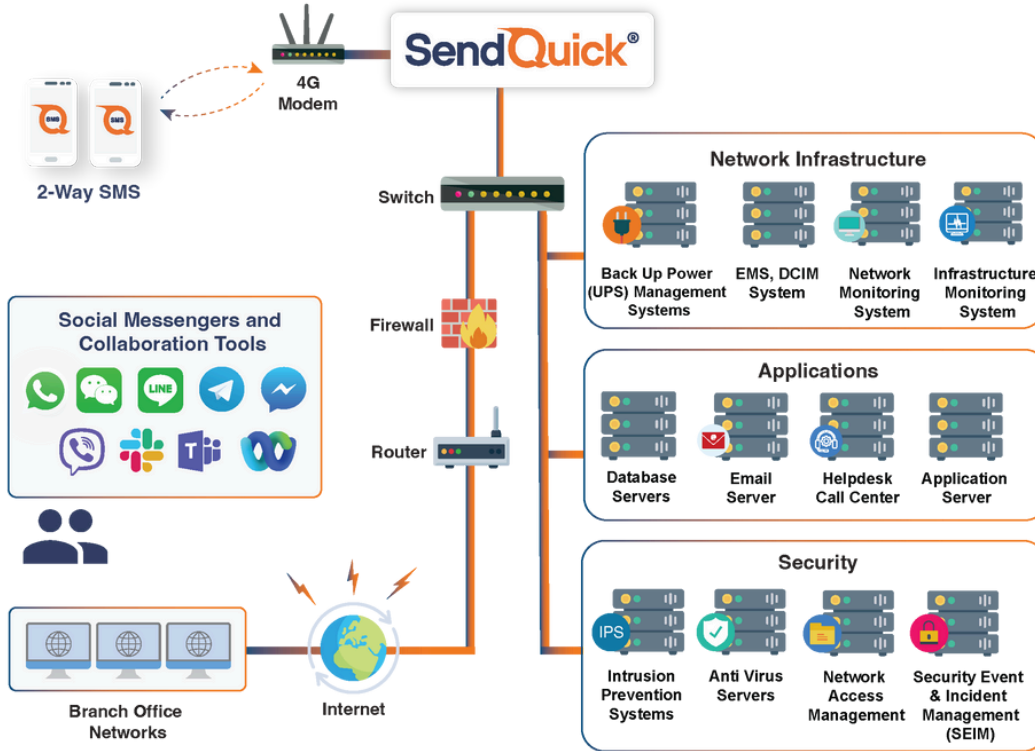 SendQuick®
4G
Modem
SMS
SMS
2-Way SMS
Switch
Network Infrastructure
Back Up Power
(UPS) Management
Systems
EMS, DCIM
System
Network
Monitoring
System
Infrastructure
Monitoring
System
Firewall
Social Messengers and
Collaboration Tools
LINE
T
Applications
Database
Servers
Email
Server
Helpdesk
Call Center
Application
Server
Router
Security
IPS
Intrusion
Prevention
Systems
Anti Virus
Servers
Network
Access
Management
Security Event
& Incident
Management
(SEIM)
Internet
Branch Office
Networks